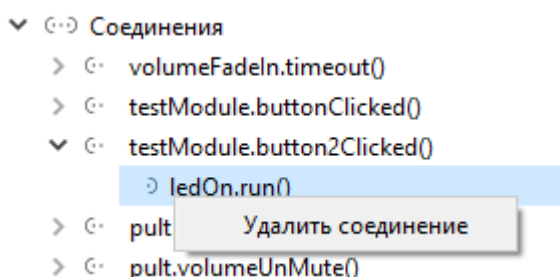 Соединения
volumeFadeIn.timeout()
testModule.buttonClicked()
testModule.button2Clicked()
ledOn.run()
pult
Удалить соединение
pult.volumeUnMute()